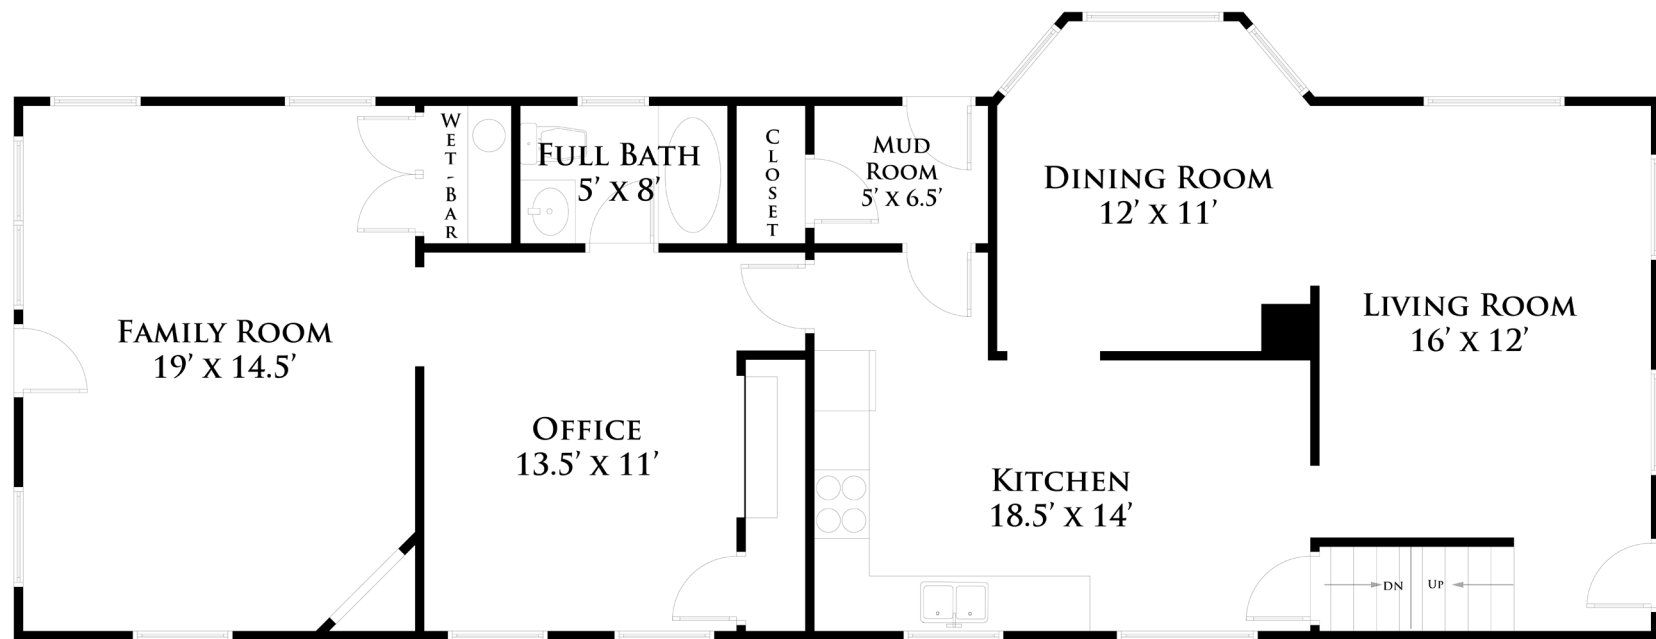 WET-BAR
FULL BATH
5' X 8'
CLOSET
MUD
ROOM
5' X 6.5'
DINING ROOM
12' X 11'
FAMILY ROOM
19' X 14.5'
LIVING ROOM
16' X 12'
OFFICE
13.5' X 11'
KITCHEN
18.5' X 14'
DN
UP